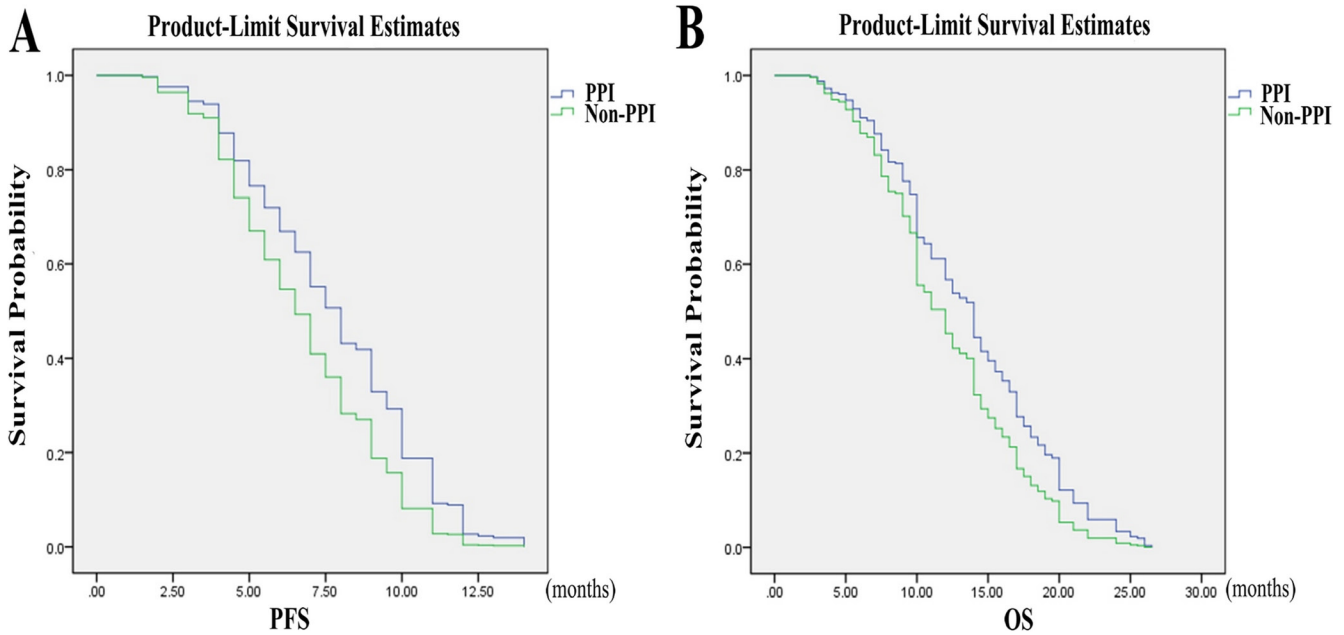 A
Product-Limit Survival Estimates
PPI
Non-PPI
Survival Probability
1.0
0.8
0.6
0.4
0.2
0.0
.00 2.50 5.00 7.50 10.00 12.50 (months)
PFS
B
Product-Limit Survival Estimates
PPI
Non-PPI
Survival Probability
1.0
0.8
0.6
0.4
0.2
0.0
.00 5.00 10.00 15.00 20.00 25.00 30.00 (months)
OS